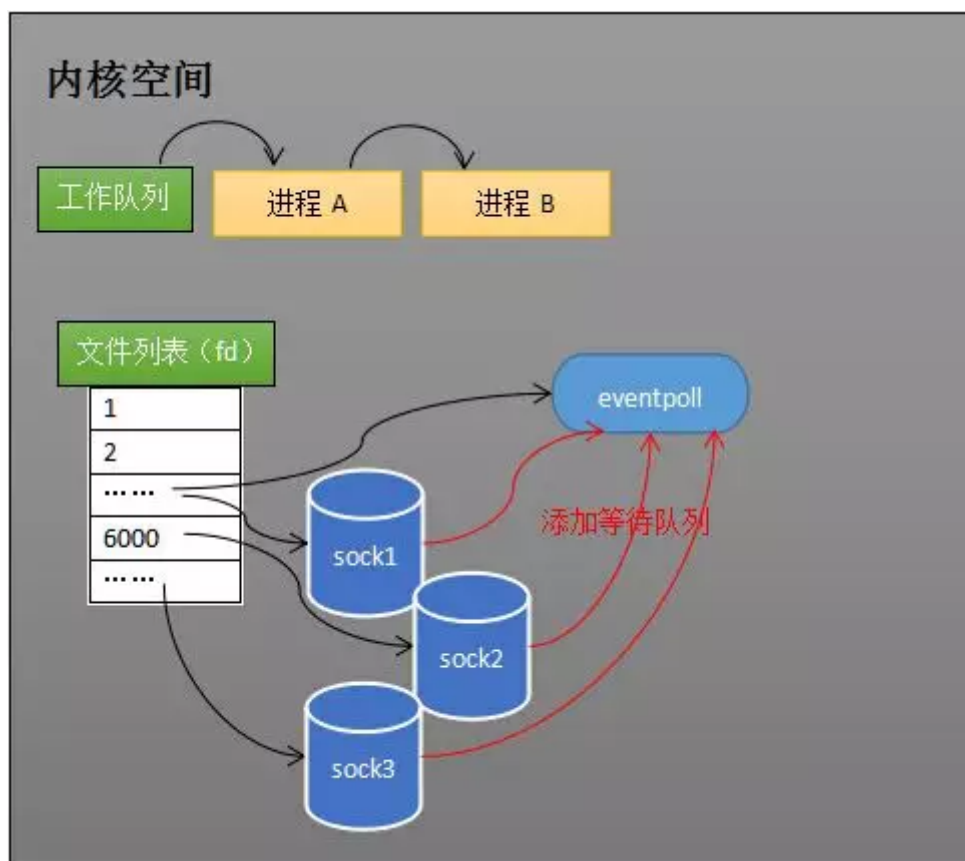 内核空间
工作队列
进程 A
进程 B
文件列表（fd）
1
2
……
6000
……
eventpoll
添加等待队列
sock1
sock2
sock3